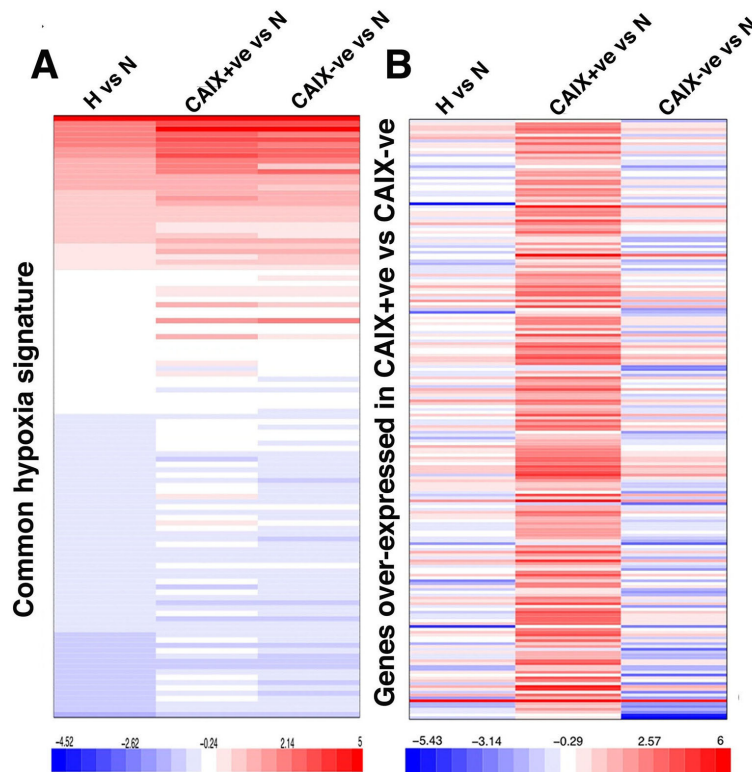 A
H vs N
CAIX+ve vs N
CAIX-ve vs N
Common hypoxia signature
-4.52 -2.62 -0.24 2.14 5
B
H vs N
CAIX+ve vs N
CAIX-ve vs N
Genes over-expressed in CAIX+ve vs CAIX-ve
-5.43 -3.14 -0.29 2.57 6